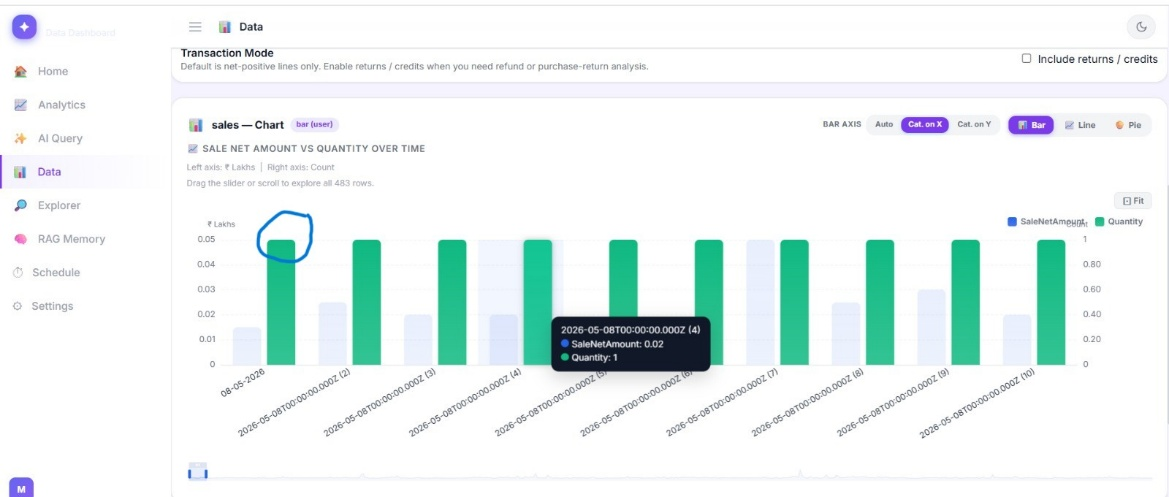 Data Dashboard
Data
Home
Analytics
AI Query
Data
Explorer
RAG Memory
Schedule
Settings
M
Transaction Mode
Default is net-positive lines only. Enable returns / credits when you need refund or purchase-return analysis.
Include returns / credits
sales — Chart bar (user)
BAR AXIS Auto Cat. on X Cat. on Y Bar Line Pie
SALE NET AMOUNT VS QUANTITY OVER TIME
Left axis: ₹ Lakhs | Right axis: Count
Drag the slider or scroll to explore all 483 rows.
Fit
₹ Lakhs
SaleNetAmount Quantity
Count
0.05
0.04
0.03
0.02
0.01
0
1
0.80
0.60
0.40
0.20
0
2026-05-08T00:00:00.000Z (4)
SaleNetAmount: 0.02
Quantity: 1
08-05-2026
2026-05-08T00:00:00.000Z (2)
2026-05-08T00:00:00.000Z (3)
2026-05-08T00:00:00.000Z (4)
2026-05-08T00:00:00.000Z (5)
2026-05-08T00:00:00.000Z (6)
2026-05-08T00:00:00.000Z (7)
2026-05-08T00:00:00.000Z (8)
2026-05-08T00:00:00.000Z (9)
2026-05-08T00:00:00.000Z (10)